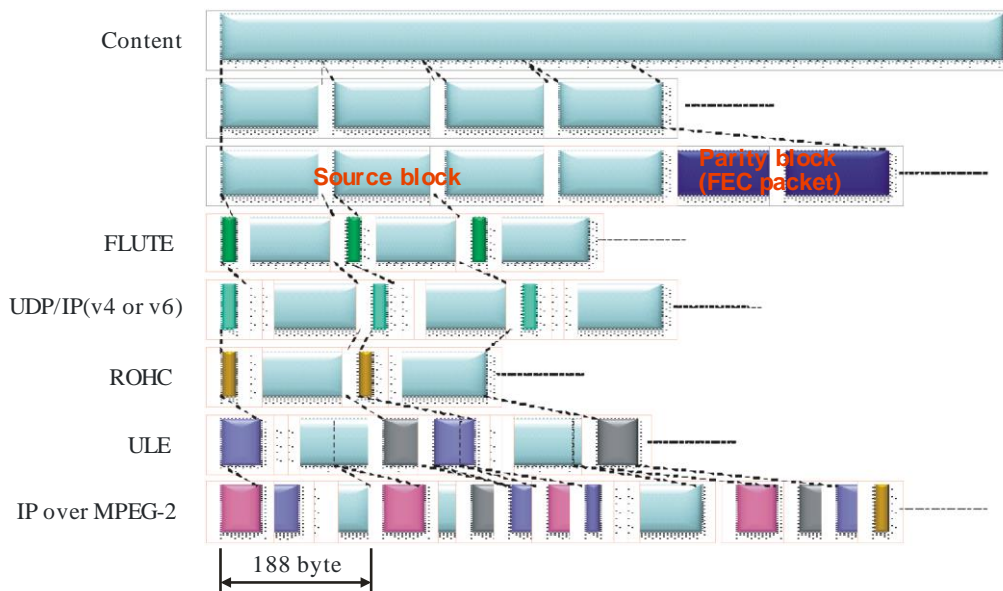 Content
Source block
Parity block
(FEC packet)
FLUTE
UDP/IP(v4 or v6)
ROHC
ULE
IP over MPEG-2
188 byte